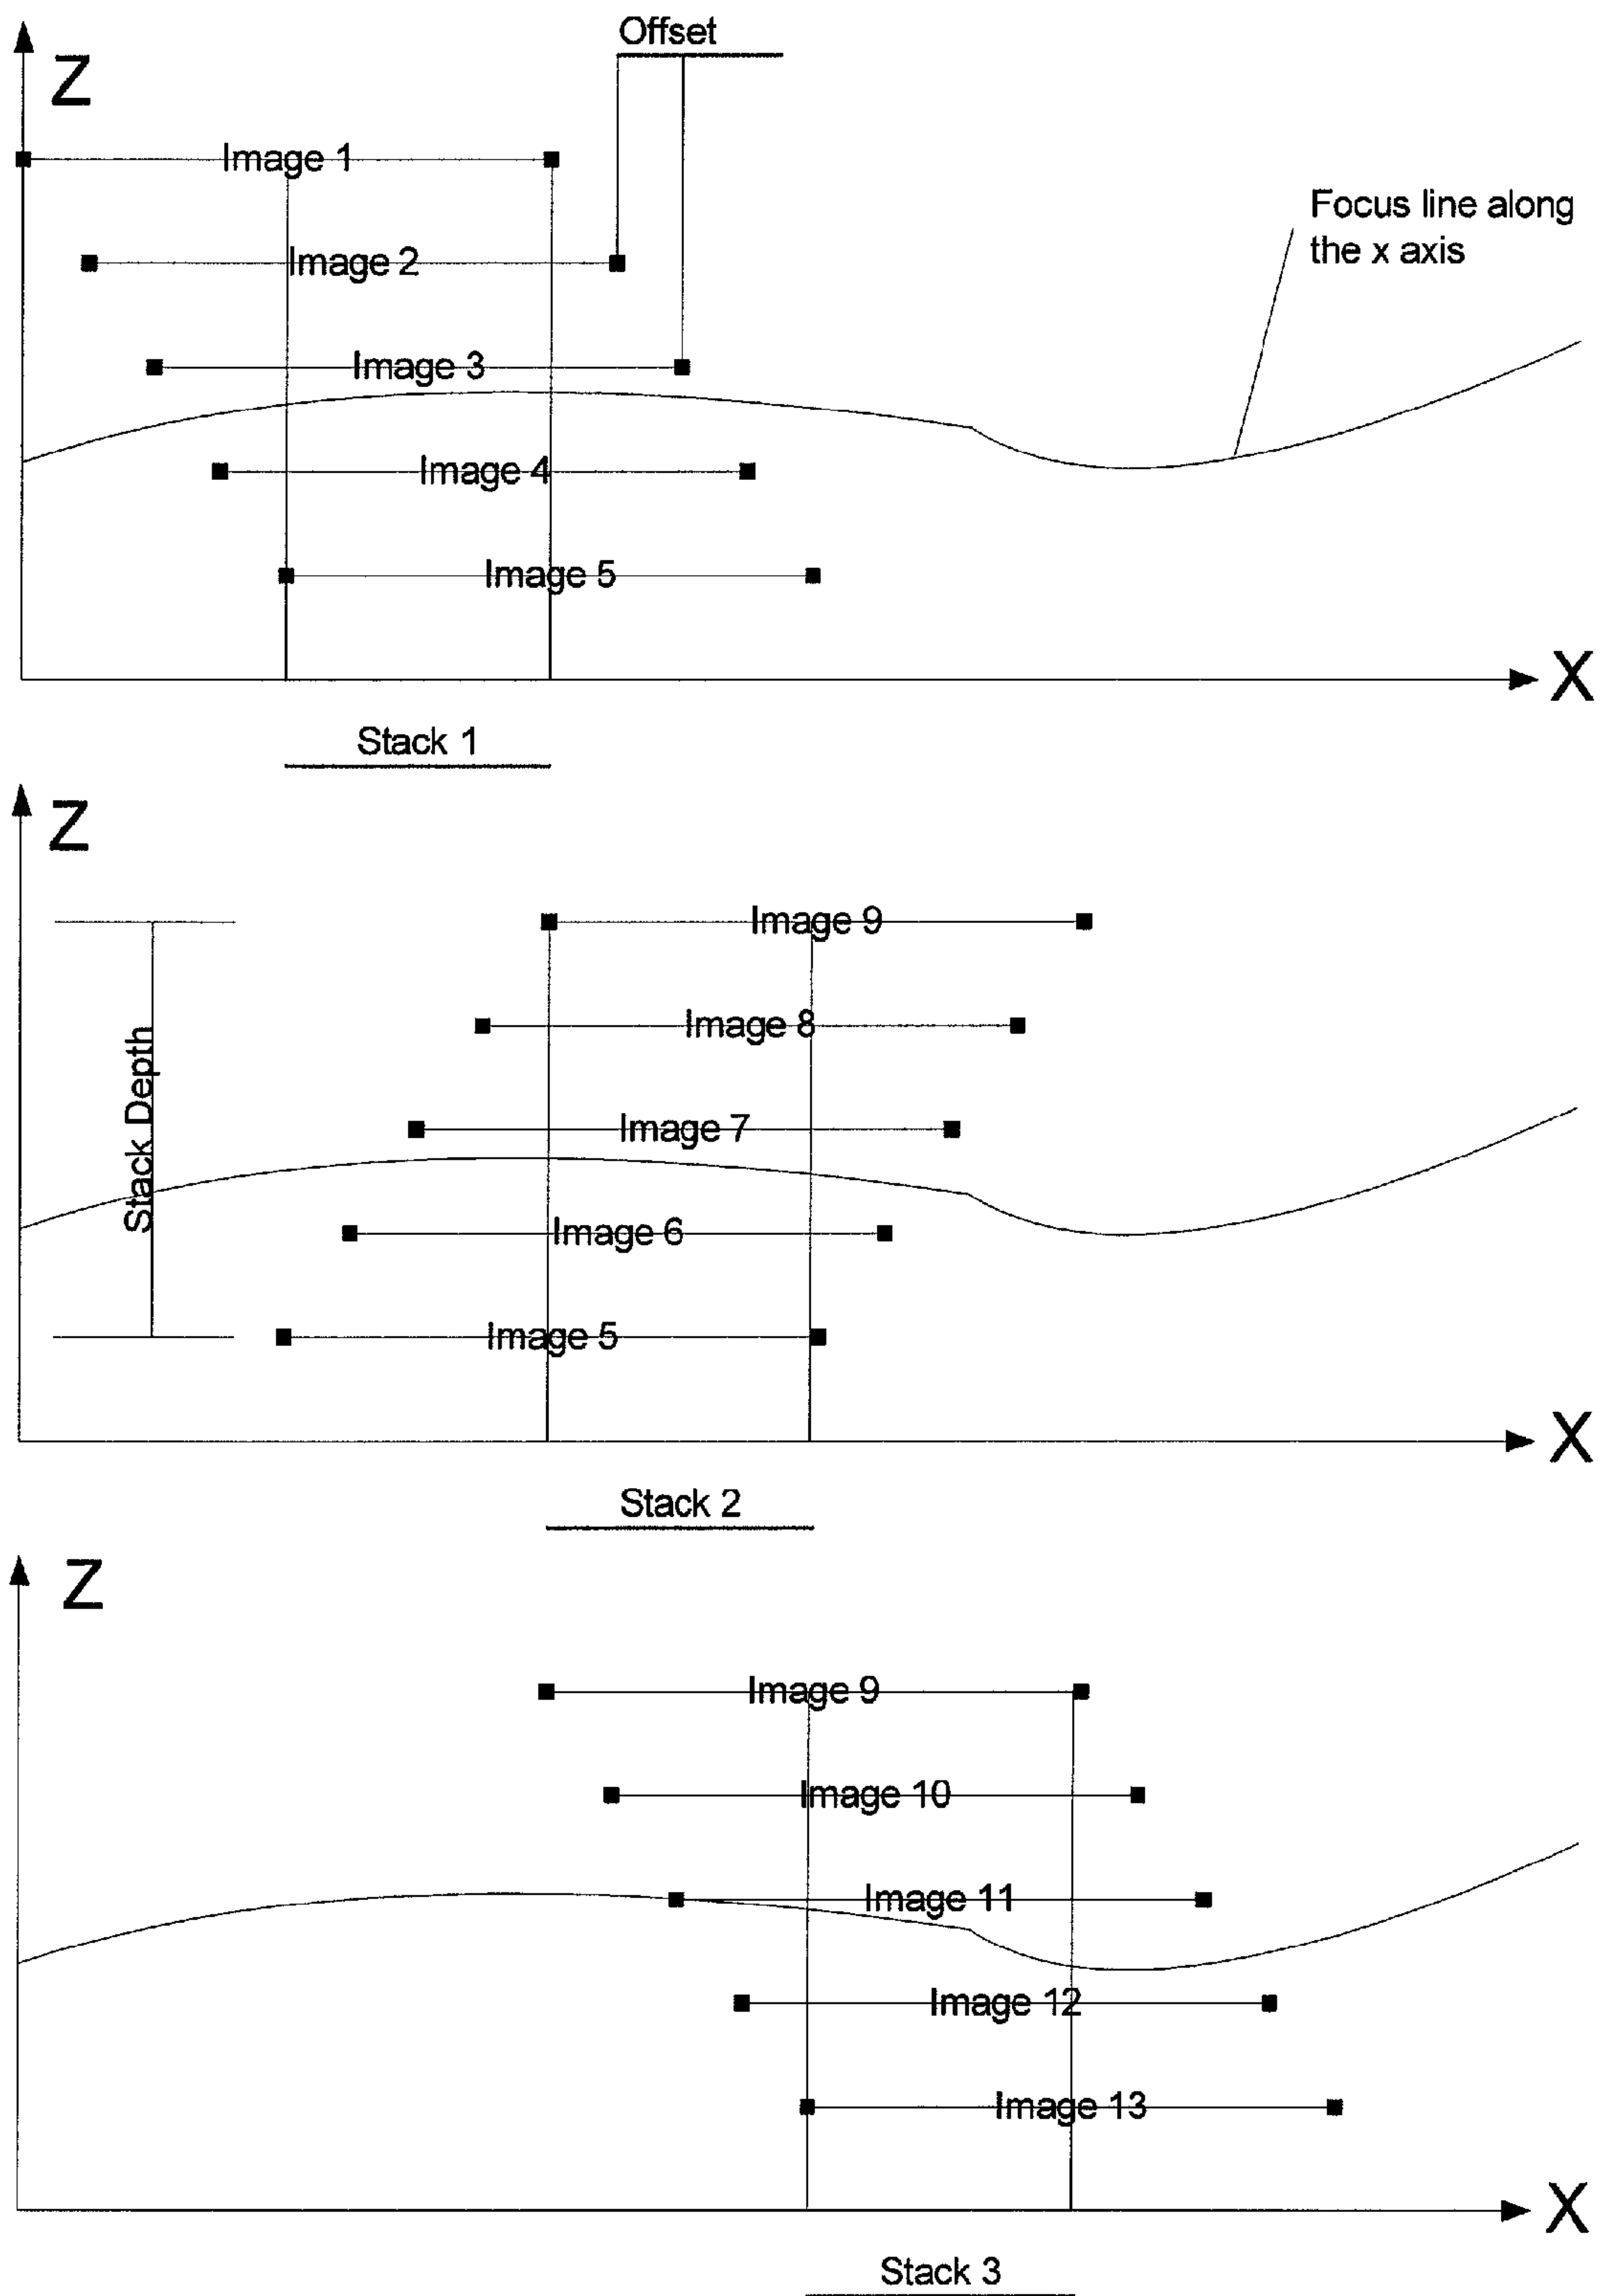 Offset
Z
Image 1
Focus line along
the x axis
Image 2
Image 3
Image 4
Image 5
X
Stack 1
Z
Image 9
Image 8
Stack Depth
Image 7
Image 6
Image 5
X
Stack 2
Z
Image 9
Image 10
Image 11
Image 12
Image 13
X
Stack 3